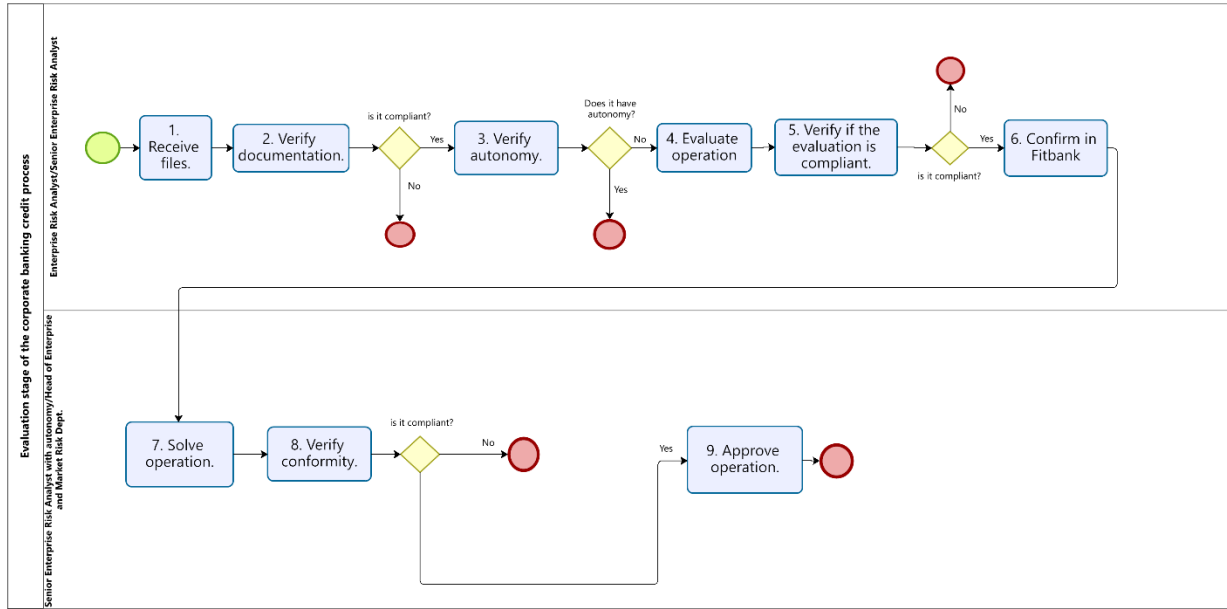 Evaluation stage of the corporate banking credit process
Enterprise Risk Analyst/Senior Enterprise Risk Analyst
1.
Receive
files.
2. Verify
documentation.
is it compliant?
Yes
No
3. Verify
autonomy.
Does it have
autonomy?
No
Yes
4. Evaluate
operation
5. Verify if the
evaluation is
compliant.
No
Yes
is it compliant?
6. Confirm in
Fitbank
Senior Enterprise Risk Analyst with autonomy/Head of Enterprise
and Market Risk Dept.
7. Solve
operation.
8. Verify
conformity.
is it compliant?
No
Yes
9. Approve
operation.